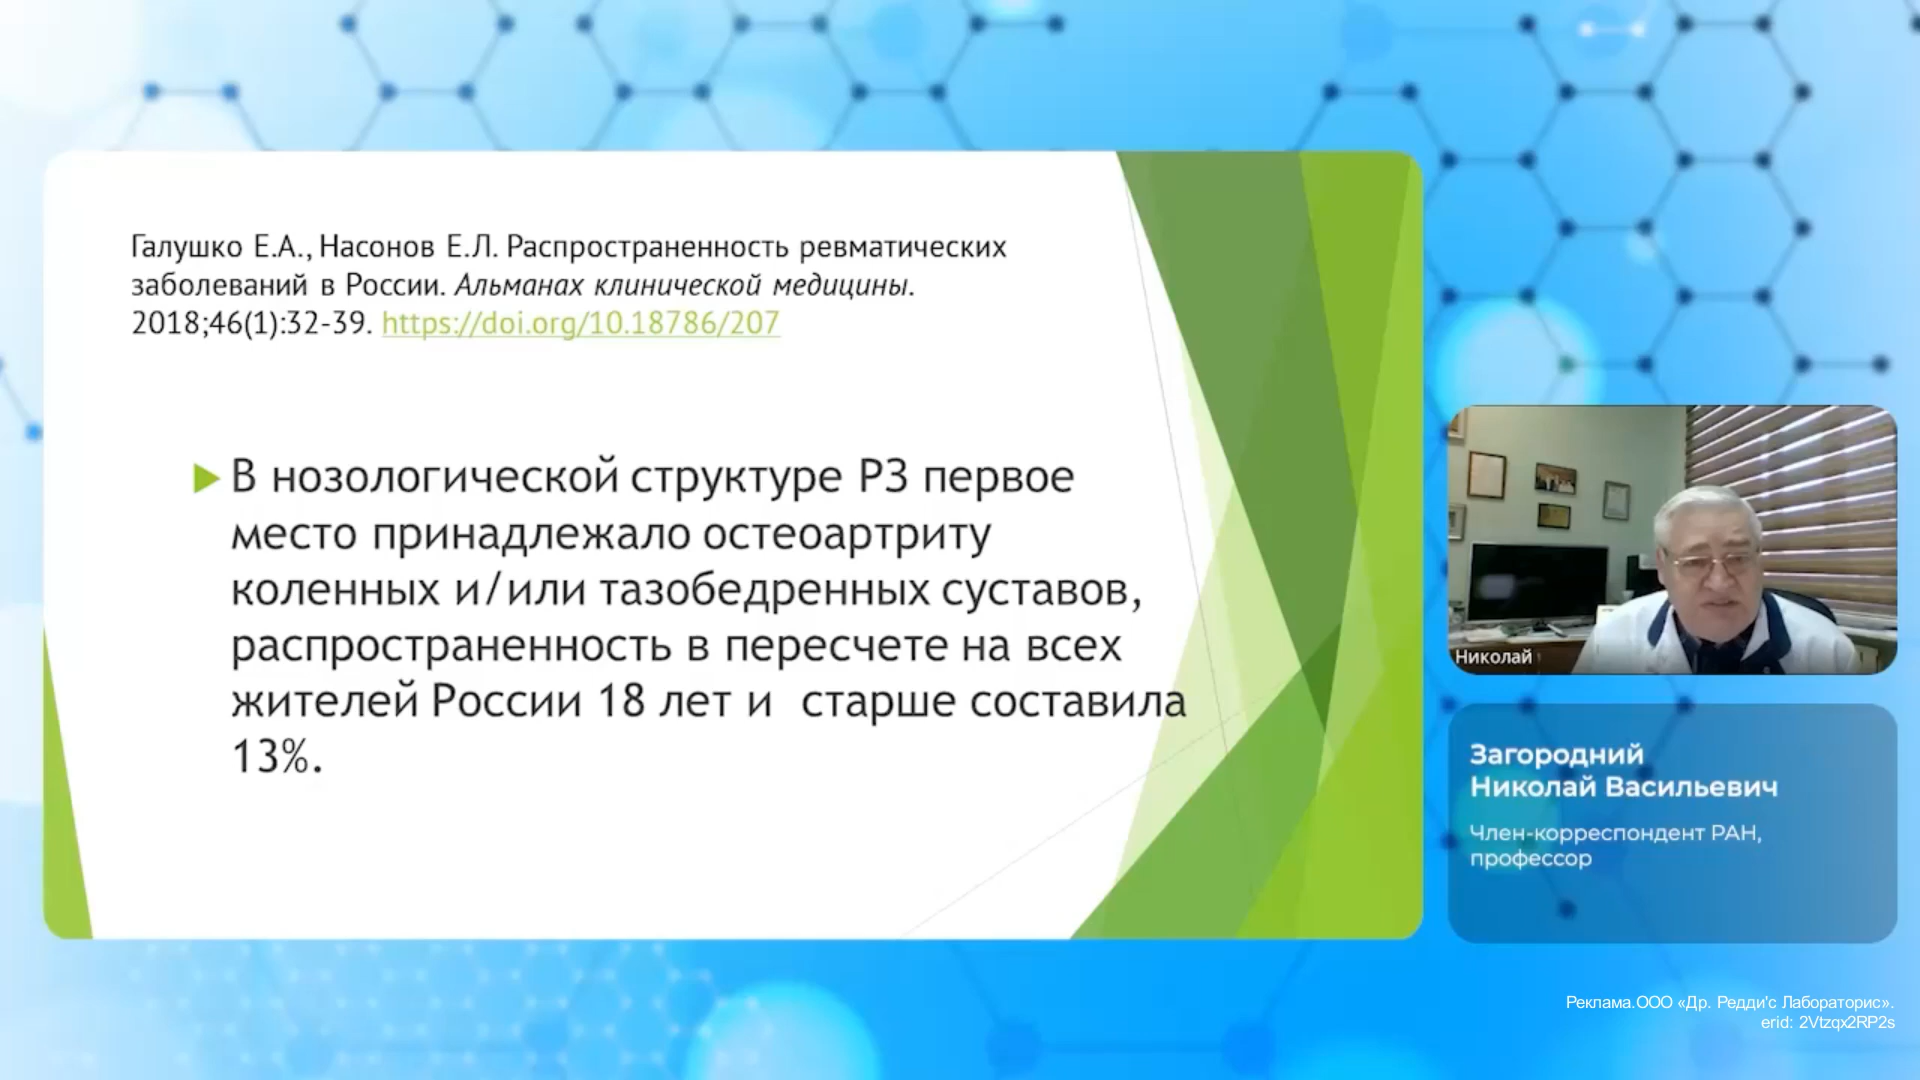 Галушко Е.А., Насонов Е.Л. Распространенность ревматических
заболеваний в России. Альманах клинической медицины.
2018;46(1):32-39. https://doi.org/10.18786/207
В нозологической структуре РЗ первое
место принадлежало остеоартриту
коленных и/или тазобедренных суставов,
распространенность в пересчете на всех
жителей России 18 лет и  старше составила
13%.
Николай
Загородний
Николай Васильевич
Член-корреспондент РАН,
профессор
Реклама.ООО «Др. Редди'с Лабораторис».
erid: 2Vtzqx2RP2s